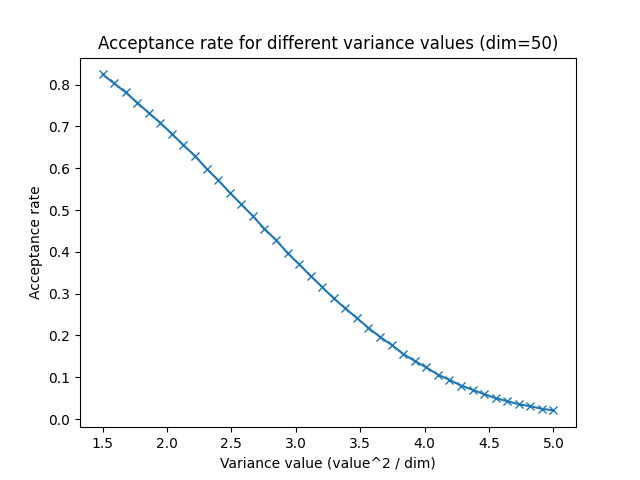 Acceptance rate for different variance values (dim=50)
0.8
0.7
0.6
0.5
0.4
0.3
0.2
0.1
0.0
Acceptance rate
1.5 2.0 2.5 3.0 3.5 4.0 4.5 5.0
Variance value (value^2 / dim)